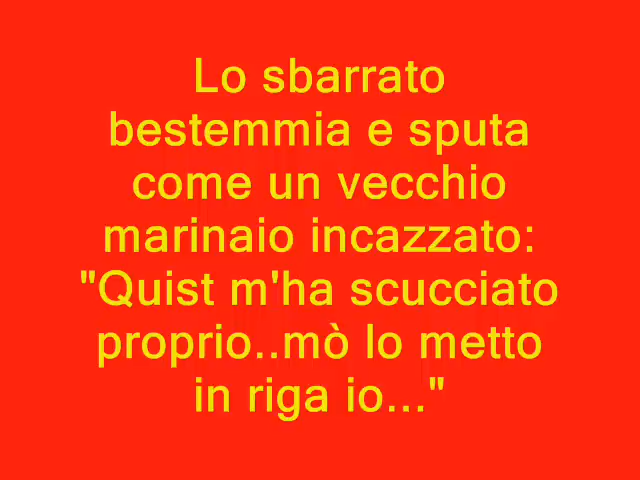 Lo sbarrato
bestemmia e sputa
come un vecchio
marinaio incazzato:
"Quist m'ha scucciato
proprio..mò lo metto
in riga io..."